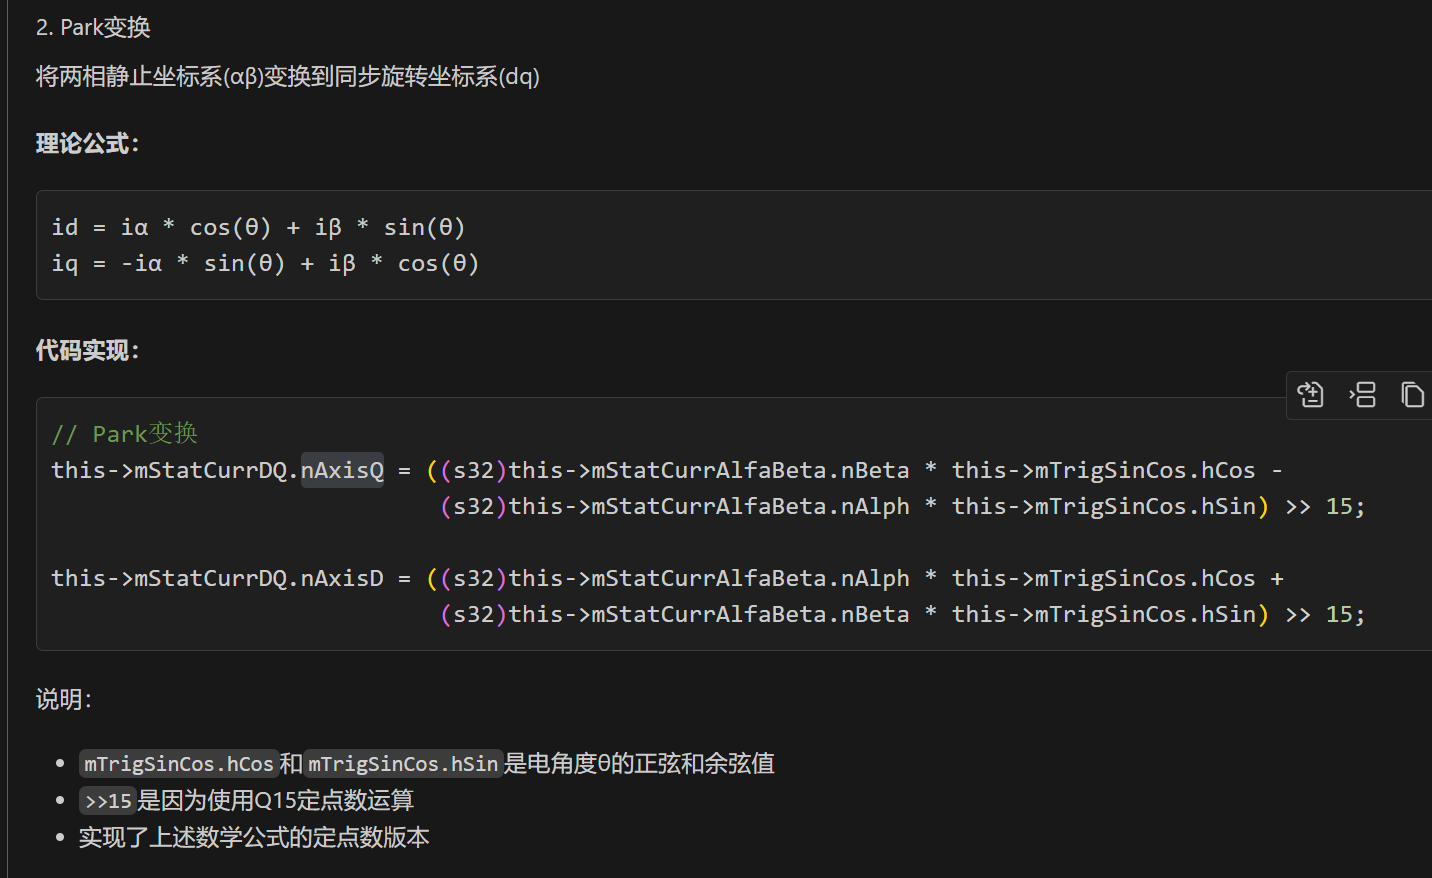 2. Park变换
将两相静止坐标系(αβ)变换到同步旋转坐标系(dq)
理论公式：
id = iα * cos(θ) + iβ * sin(θ)
iq = -iα * sin(θ) + iβ * cos(θ)
代码实现：
// Park变换
this->mStatCurrDQ.nAxisQ = ((s32)this->mStatCurrAlfaBeta.nBeta * this->mTrigSinCos.hCos -
(s32)this->mStatCurrAlfaBeta.nAlph * this->mTrigSinCos.hSin) >> 15;
this->mStatCurrDQ.nAxisD = ((s32)this->mStatCurrAlfaBeta.nAlph * this->mTrigSinCos.hCos +
(s32)this->mStatCurrAlfaBeta.nBeta * this->mTrigSinCos.hSin) >> 15;
说明：
• mTrigSinCos.hCos和mTrigSinCos.hSin是电角度θ的正弦和余弦值
• >>15是因为使用Q15定点数运算
• 实现了上述数学公式的定点数版本